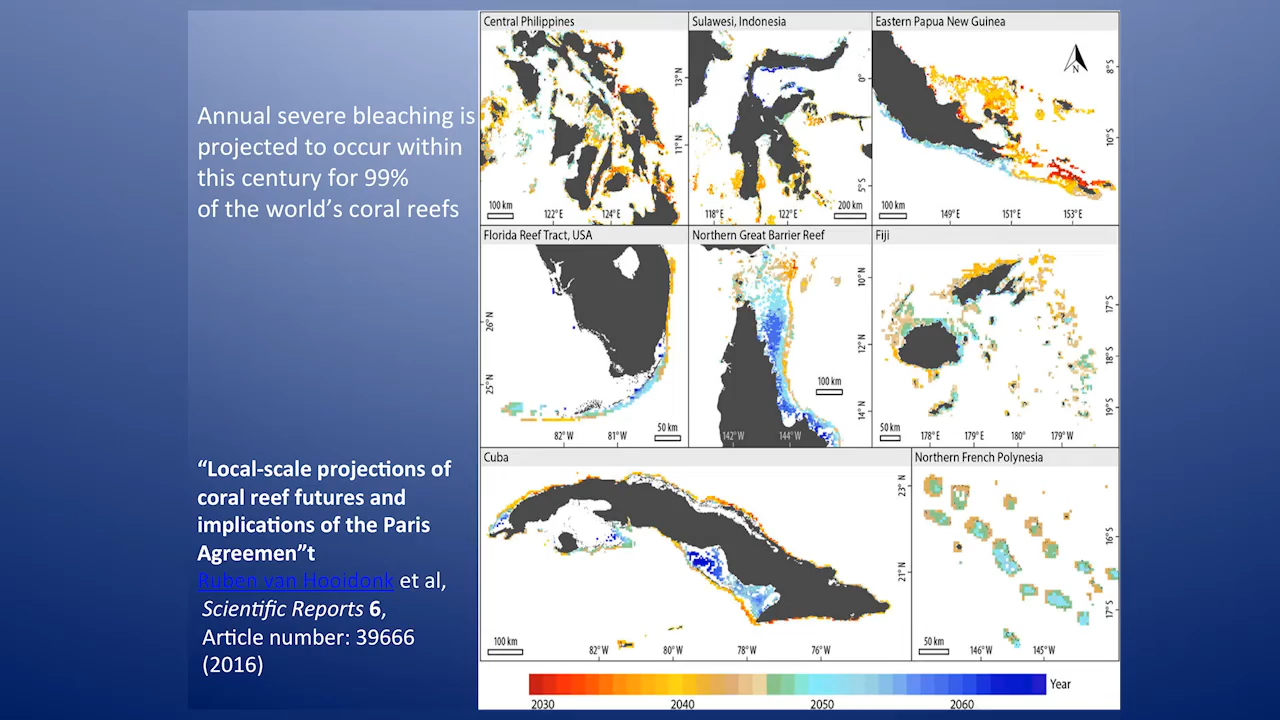 Annual severe bleaching is
projected to occur within
this century for 99%
of the world's coral reefs
“Local-scale projections of
coral reef futures and
implications of the Paris
Agreemen”t
Ruben van Hooidonk et al,
Scientific Reports 6,
Article number: 39666
(2016)
Central Philippines
13° N
11° N
100 km
122° E 124° E
Sulawesi, Indonesia
0°
5° S
118° E 122° E
200 km
Eastern Papua New Guinea
N
8° S
10° S
100 km
149° E 151° E 153° E
Florida Reef Tract, USA
26° N
25° N
82° W 81° W
50 km
Northern Great Barrier Reef
10° N
12° N
14° N
100 km
142° W 144° W
Fiji
17° S
18° S
19° S
50 km
178° E 179° E 180° 179° W
Cuba
23° N
21° N
100 km
82° W 80° W 78° W 76° W
Northern French Polynesia
16° S
17° S
50 km
146° W 145° W
Year
2030 2040 2050 2060